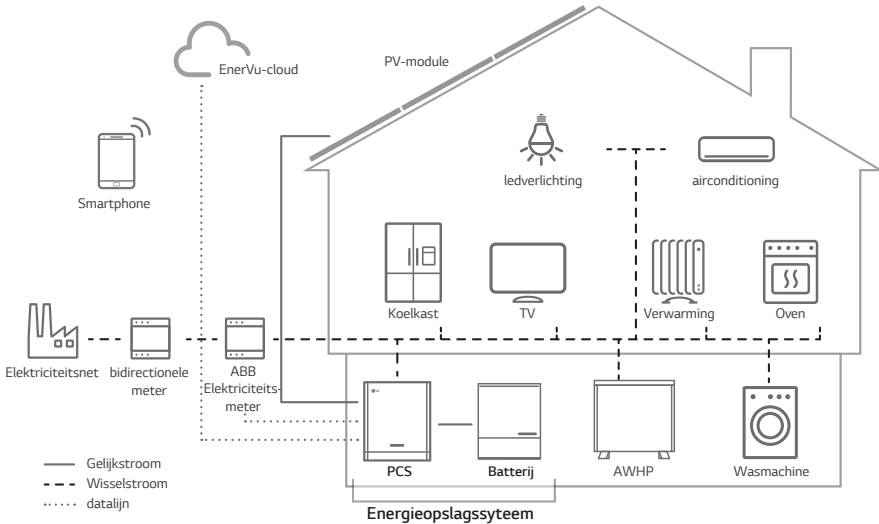 EnerVu-cloud
PV-module
Smartphone
ledverlichting
airconditioning
Koelkast
TV
Verwarming
Oven
Elektriciteitsnet
bidirectionele
meter
ABB
Elektriciteits-
meter
PCS
Batterij
AWHP
Wasmachine
Gelijkstroom
Wisselstroom
datalijn
Energieopslagssyteem